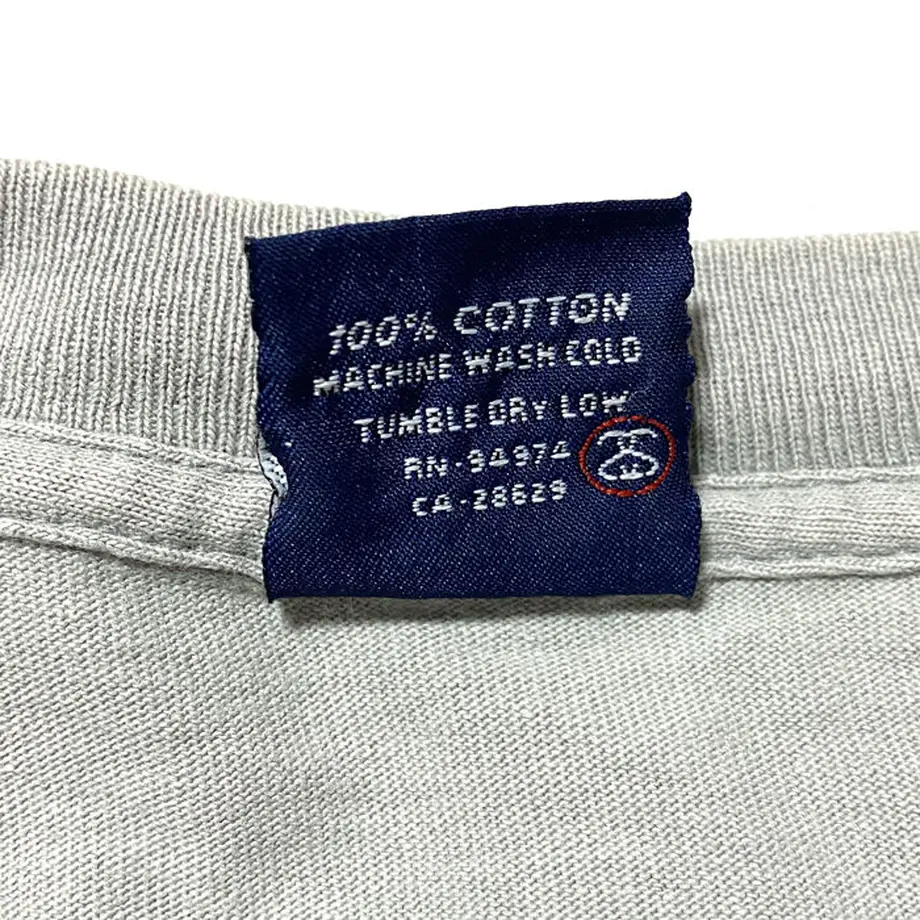 100% COTTON
MACHINE WASH COLD
TUMBLE DRY LOW
RN-94974
CA-28629